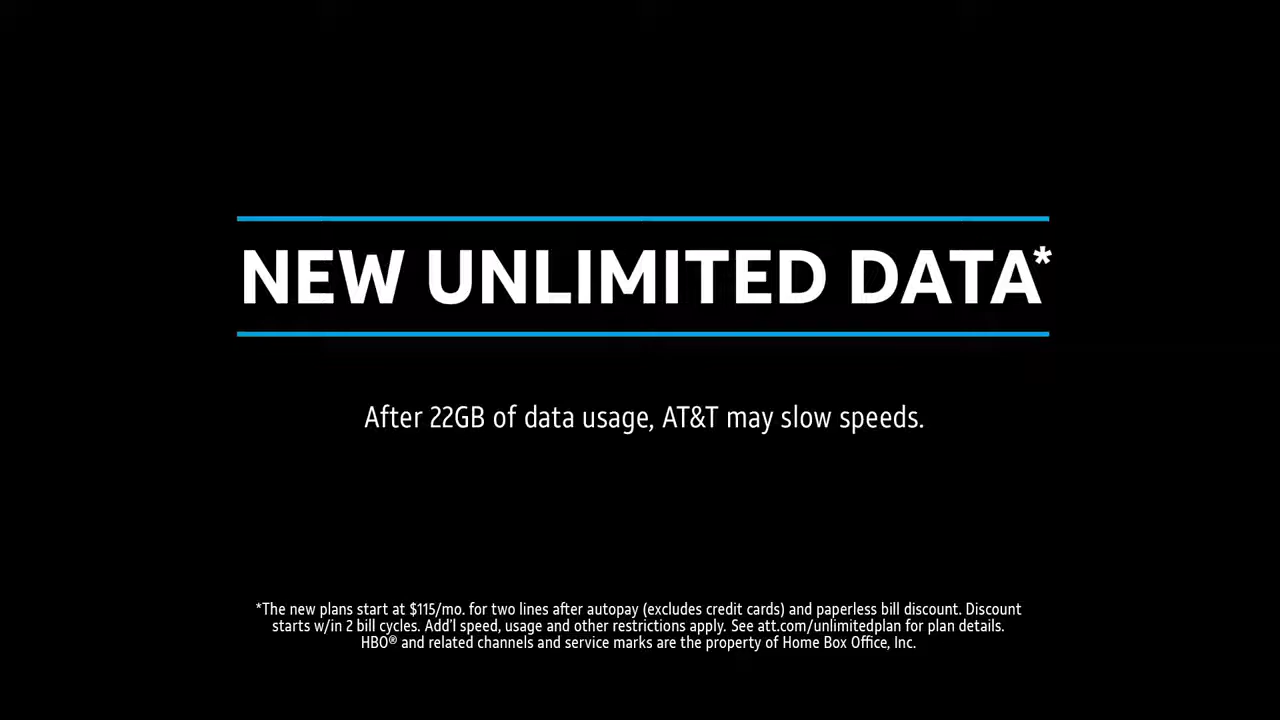 NEW UNLIMITED DATA*
After 22GB of data usage, AT&T may slow speeds.
*The new plans start at $115/mo. for two lines after autopay (excludes credit cards) and paperless bill discount. Discount
starts w/in 2 bill cycles. Add'l speed, usage and other restrictions apply. See att.com/unlimitedplan for plan details.
HBO® and related channels and service marks are the property of Home Box Office, Inc.